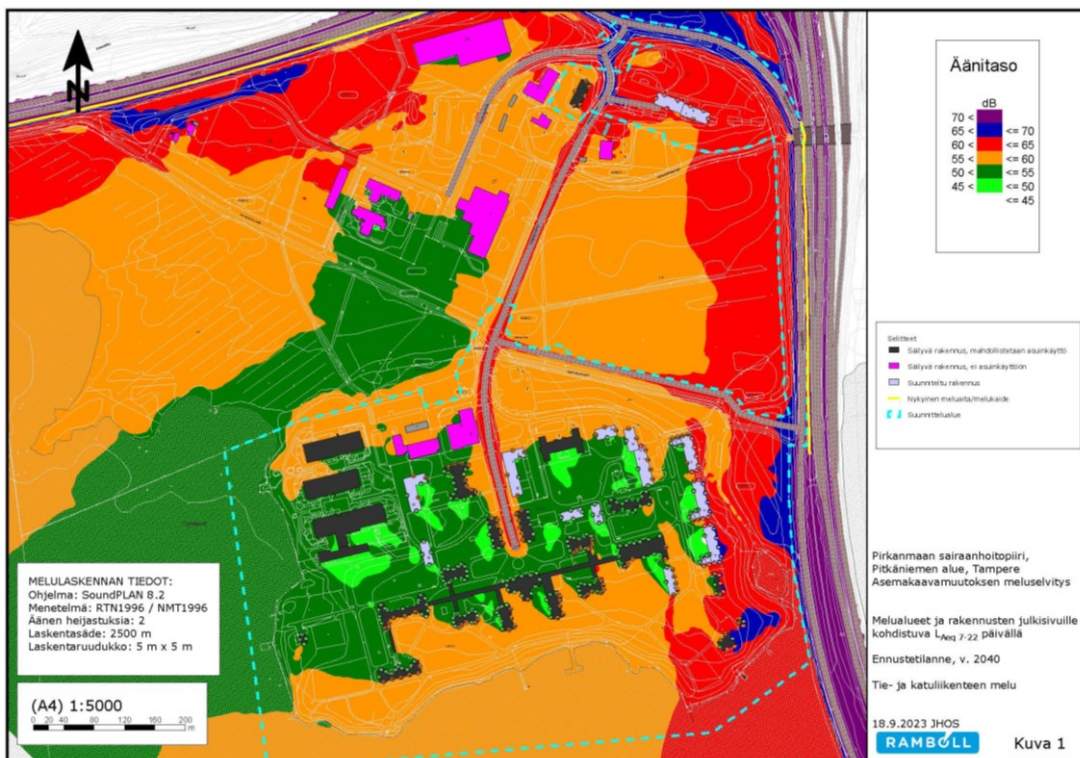 N
Äänitaso
dB
70 <
65 < <= 70
60 < <= 65
55 < <= 60
50 < <= 55
45 < <= 50
<= 45
Selitteet
Säilyvä rakennus, mahdollistetaan asuinkäyttö
Säilyvä rakennus, ei asuinkäyttöön
Suunniteltu rakennus
Nykyinen meluaita/melukaide
Suunnittelualue
MELULASKENNAN TIEDOT:
Ohjelma: SoundPLAN 8.2
Menetelmä: RTN1996 / NMT1996
Äänen heijastuksia: 2
Laskentasäde: 2500 m
Laskentaruudukko: 5 m x 5 m
(A4) 1:5000
0 20 40 80 120 160 200
m
Pirkanmaan sairaanhoitopiiri,
Pitkäniemen alue, Tampere
Asemakaavamuutoksen meluselvitys
Melualueet ja rakennusten julkisivuille
kohdistuva LAeq 7-22 päivällä
Ennustetilanne, v. 2040
Tie- ja katuliikenteen melu
18.9.2023 JHOS
RAMBOLL Kuva 1